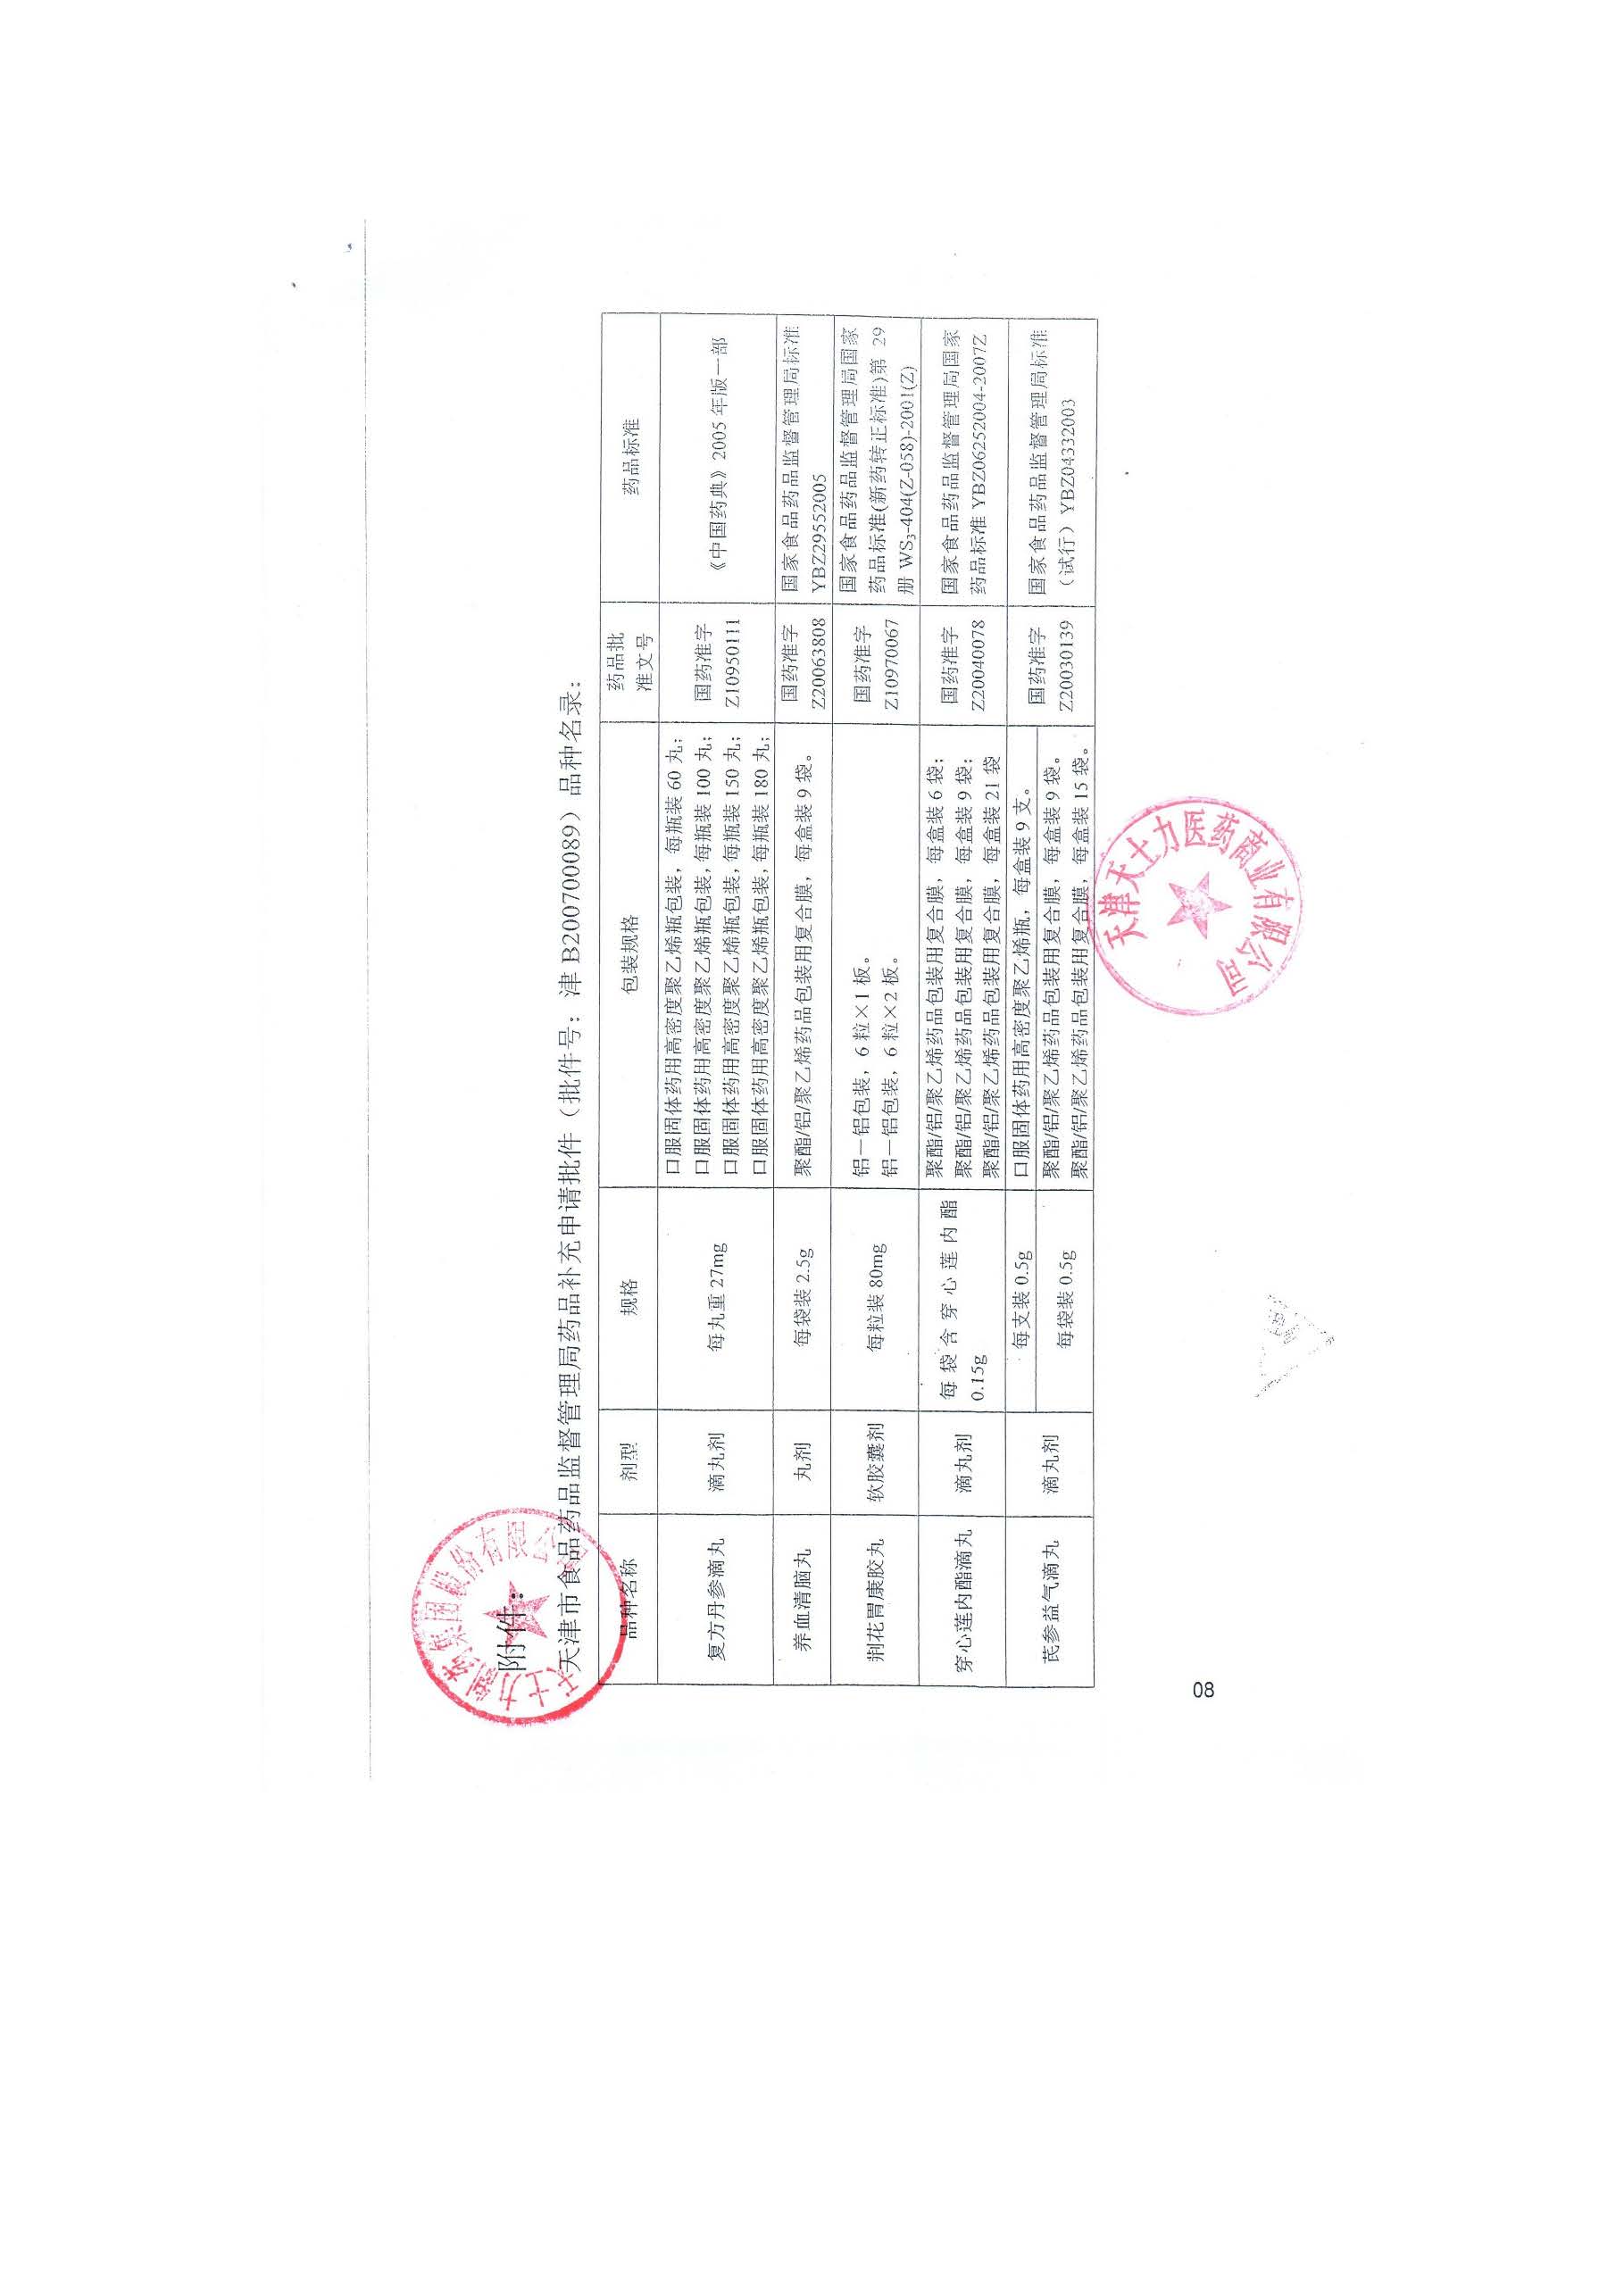 附件：
天津市食品药品监督管理局药品补充申请批件（批件号：津 B200700089）品种名录：
品种名称 剂型 规格 包装规格 药品批准文号 药品标准
复方丹参滴丸 滴丸剂 每丸重 27mg
口服固体药用高密度聚乙烯瓶包装，每瓶装 60 丸；
口服固体药用高密度聚乙烯瓶包装，每瓶装 100 丸；
口服固体药用高密度聚乙烯瓶包装，每瓶装 150 丸；
口服固体药用高密度聚乙烯瓶包装，每瓶装 180 丸；
国药准字
Z10950111
《中国药典》2005 年版一部
养血清脑丸 丸剂 每袋装 2.5g 聚酯/铝/聚乙烯药品包装用复合膜，每盒装 9 袋。
国药准字
Z20063808
国家食品药品监督管理局标准
YBZ29552005
荆花胃康胶丸 软胶囊剂 每粒装 80mg
铝－铝包装，6 粒×1 板。
铝－铝包装，6 粒×2 板。
国药准字
Z10970067
国家食品药品监督管理局国家
药品标准(新药转正标准)第 29
册 WS3-404(Z-058)-2001(Z)
穿心莲内酯滴丸 滴丸剂
每袋含穿心莲内酯
0.15g
聚酯/铝/聚乙烯药品包装用复合膜，每盒装 6 袋；
聚酯/铝/聚乙烯药品包装用复合膜，每盒装 9 袋；
聚酯/铝/聚乙烯药品包装用复合膜，每盒装 21 袋
国药准字
Z20040078
国家食品药品监督管理局国家
药品标准 YBZ06252004-2007Z
芪参益气滴丸 滴丸剂
每支装 0.5g 口服固体药用高密度聚乙烯瓶，每盒装 9 支。
每袋装 0.5g
聚酯/铝/聚乙烯药品包装用复合膜，每盒装 9 袋。
聚酯/铝/聚乙烯药品包装用复合膜，每盒装 15 袋。
国药准字
Z20030139
国家食品药品监督管理局标准
（试行）YBZ04332003
天士力制药集团股份有限公
天津天士力医药商业有限公司
08